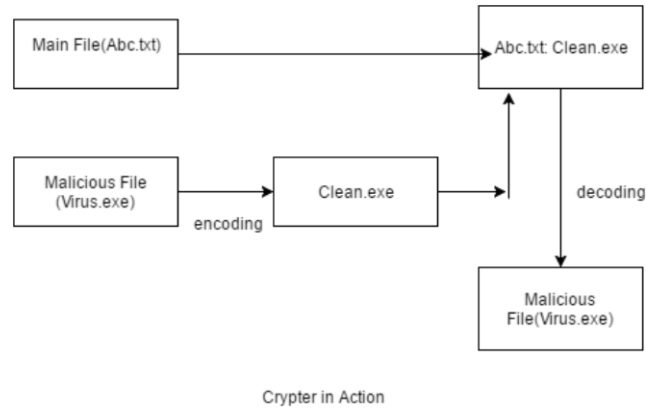 Main File(Abc.txt)
Abc.txt: Clean.exe
Malicious File
(Virus.exe)
encoding
Clean.exe
decoding
Malicious
File(Virus.exe)
Crypter in Action